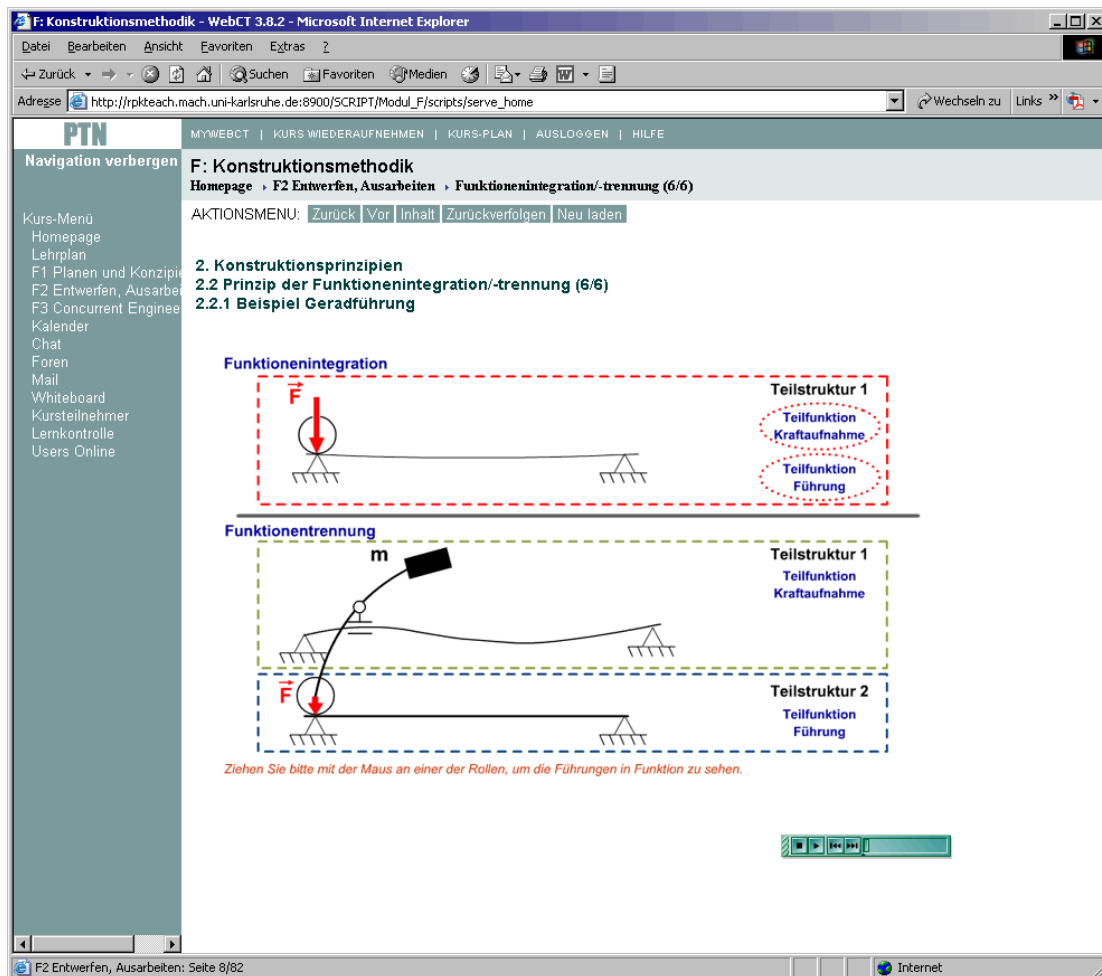 F: Konstruktionsmethodik - WebCT 3.8.2 - Microsoft Internet Explorer
Datei Bearbeiten Ansicht Favoriten Extras ?
Zurück Suchen Favoriten Medien
Adresse http://rpkteach.mach.uni-karlsruhe.de:8900/SCRIPT/Modul_F/scripts/serve_home Wechseln zu Links »
PTN
MYWEBCT | KURS WIEDERAUFNEHMEN | KURS-PLAN | AUSLOGGEN | HILFE
Navigation verbergen
F: Konstruktionsmethodik
Homepage › F2 Entwerfen, Ausarbeiten › Funktionenintegration/-trennung (6/6)
AKTIONSMENU: Zurück Vor Inhalt Zurückverfolgen Neu laden
Kurs-Menü
Homepage
Lehrplan
F1 Planen und Konzipie
F2 Entwerfen, Ausarbei
F3 Concurrent Enginee
Kalender
Chat
Foren
Mail
Whiteboard
Kursteilnehmer
Lernkontrolle
Users Online
2. Konstruktionsprinzipien
2.2 Prinzip der Funktionenintegration/-trennung (6/6)
2.2.1 Beispiel Geradführung
Funktionenintegration
F
Teilstruktur 1
Teilfunktion
Kraftaufnahme
Teilfunktion
Führung
Funktionentrennung
m
Teilstruktur 1
Teilfunktion
Kraftaufnahme
F
Teilstruktur 2
Teilfunktion
Führung
Ziehen Sie bitte mit der Maus an einer der Rollen, um die Führungen in Funktion zu sehen.
F2 Entwerfen, Ausarbeiten: Seite 8/82 Internet